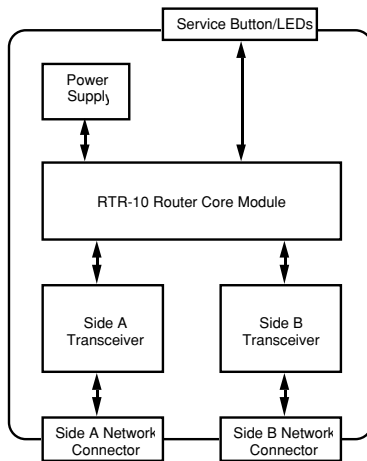 Service Button/LEDs
Power
Supply
RTR-10 Router Core Module
Side A
Transceiver
Side B
Transceiver
Side A Network
Connector
Side B Network
Connector